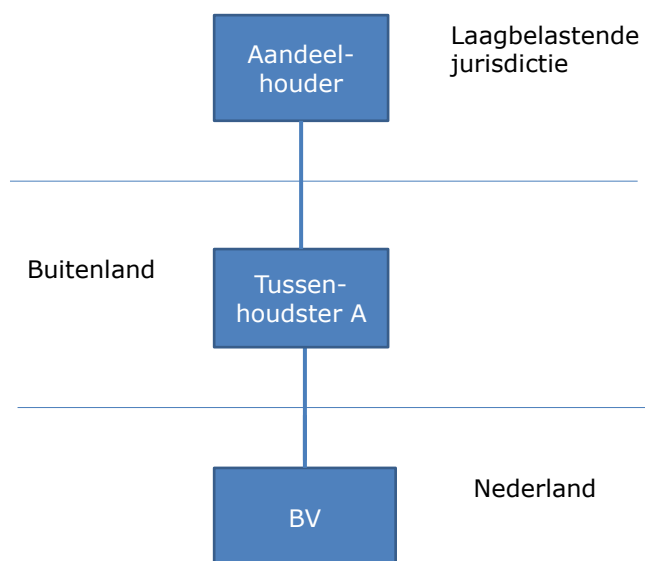 Aandeel-
houder
Laagbelastende
jurisdictie
Buitenland
Tussen-
houdster A
BV
Nederland